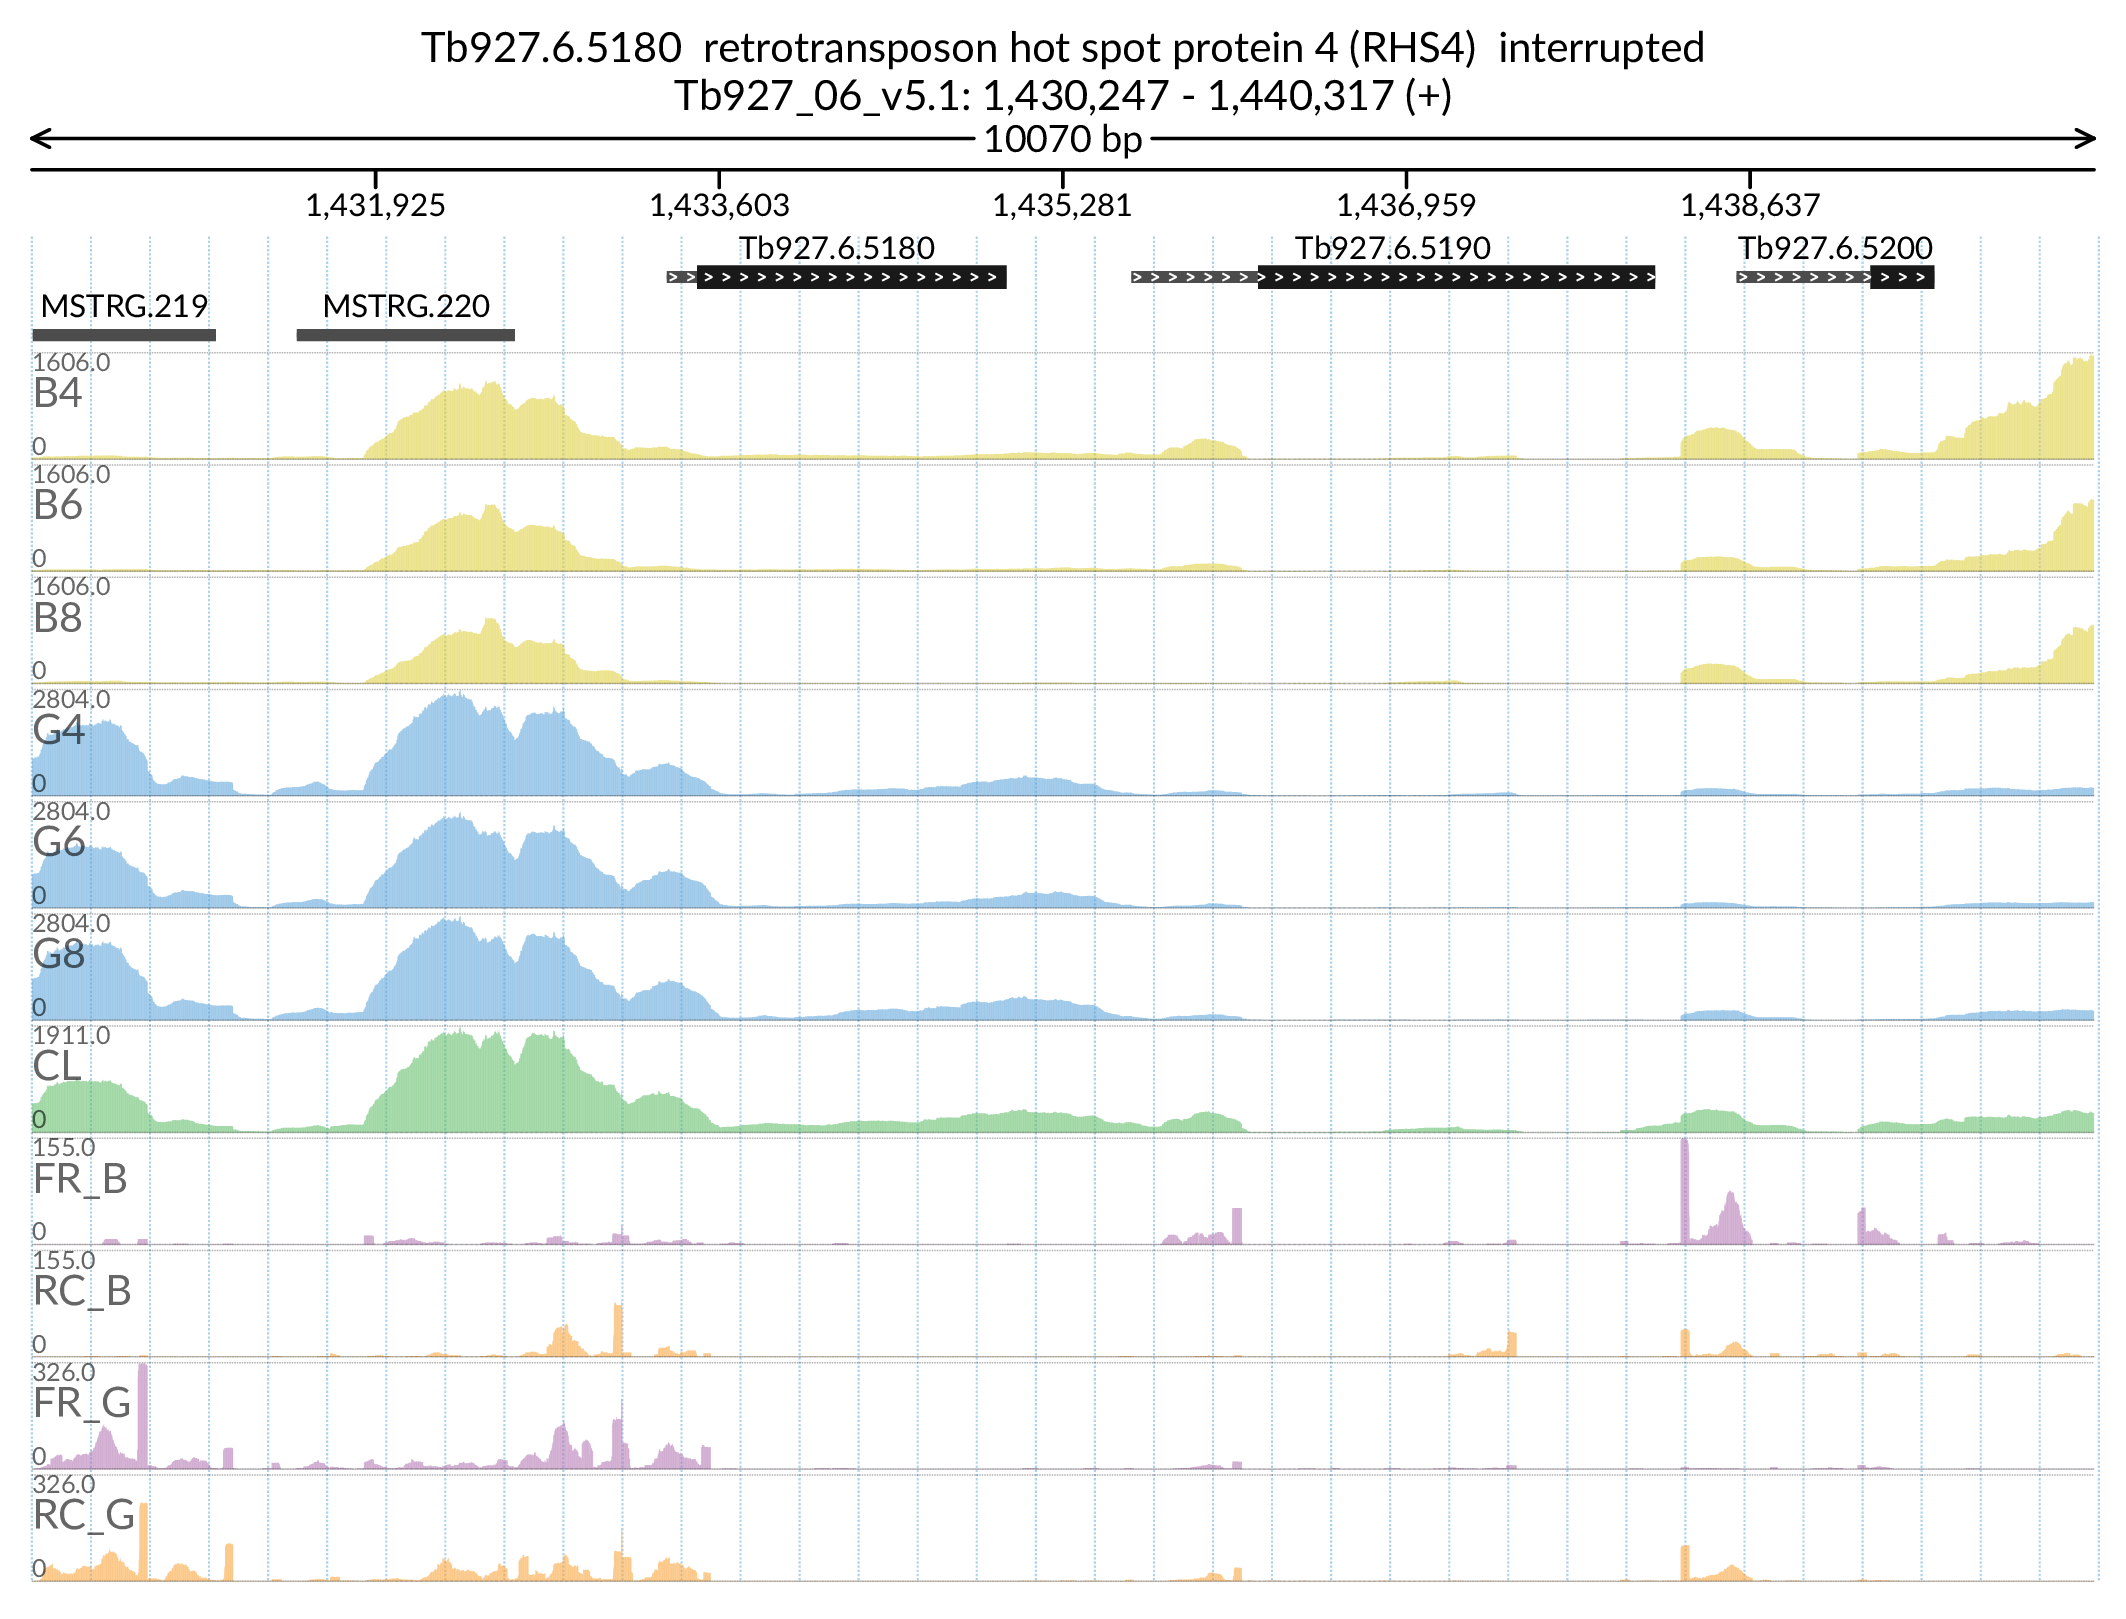 Tb927.6.5180 retrotransposon hot spot protein 4 (RHS4) interrupted
Tb927_06_v5.1: 1,430,247 - 1,440,317 (+)
10070 bp
1,431,925 1,433,603 1,435,281 1,436,959 1,438,637
Tb927.6.5180 Tb927.6.5190 Tb927.6.5200
MSTRG.219 MSTRG.220
1606.0
B4
0
1606.0
B6
0
1606.0
B8
0
2804.0
G4
0
2804.0
G6
0
2804.0
G8
0
1911.0
CL
0
155.0
FR_B
0
155.0
RC_B
0
326.0
FR_G
0
326.0
RC_G
0